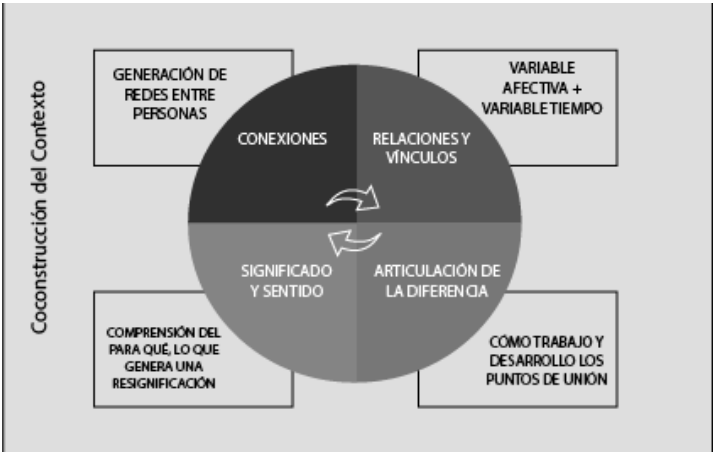 Coconstrucción del Contexto
GENERACIÓN DE
REDES ENTRE
PERSONAS
CONEXIONES
RELACIONES Y
VÍNCULOS
VARIABLE
AFECTIVA +
VARIABLE TIEMPO
SIGNIFICADO
Y SENTIDO
ARTICULACIÓN DE
LA DIFERENCIA
COMPRENSIÓN DEL
PARA QUÉ, LO QUE
GENERA UNA
RESIGNIFICACIÓN
CÓMO TRABAJO Y
DESARROLLO LOS
PUNTOS DE UNIÓN